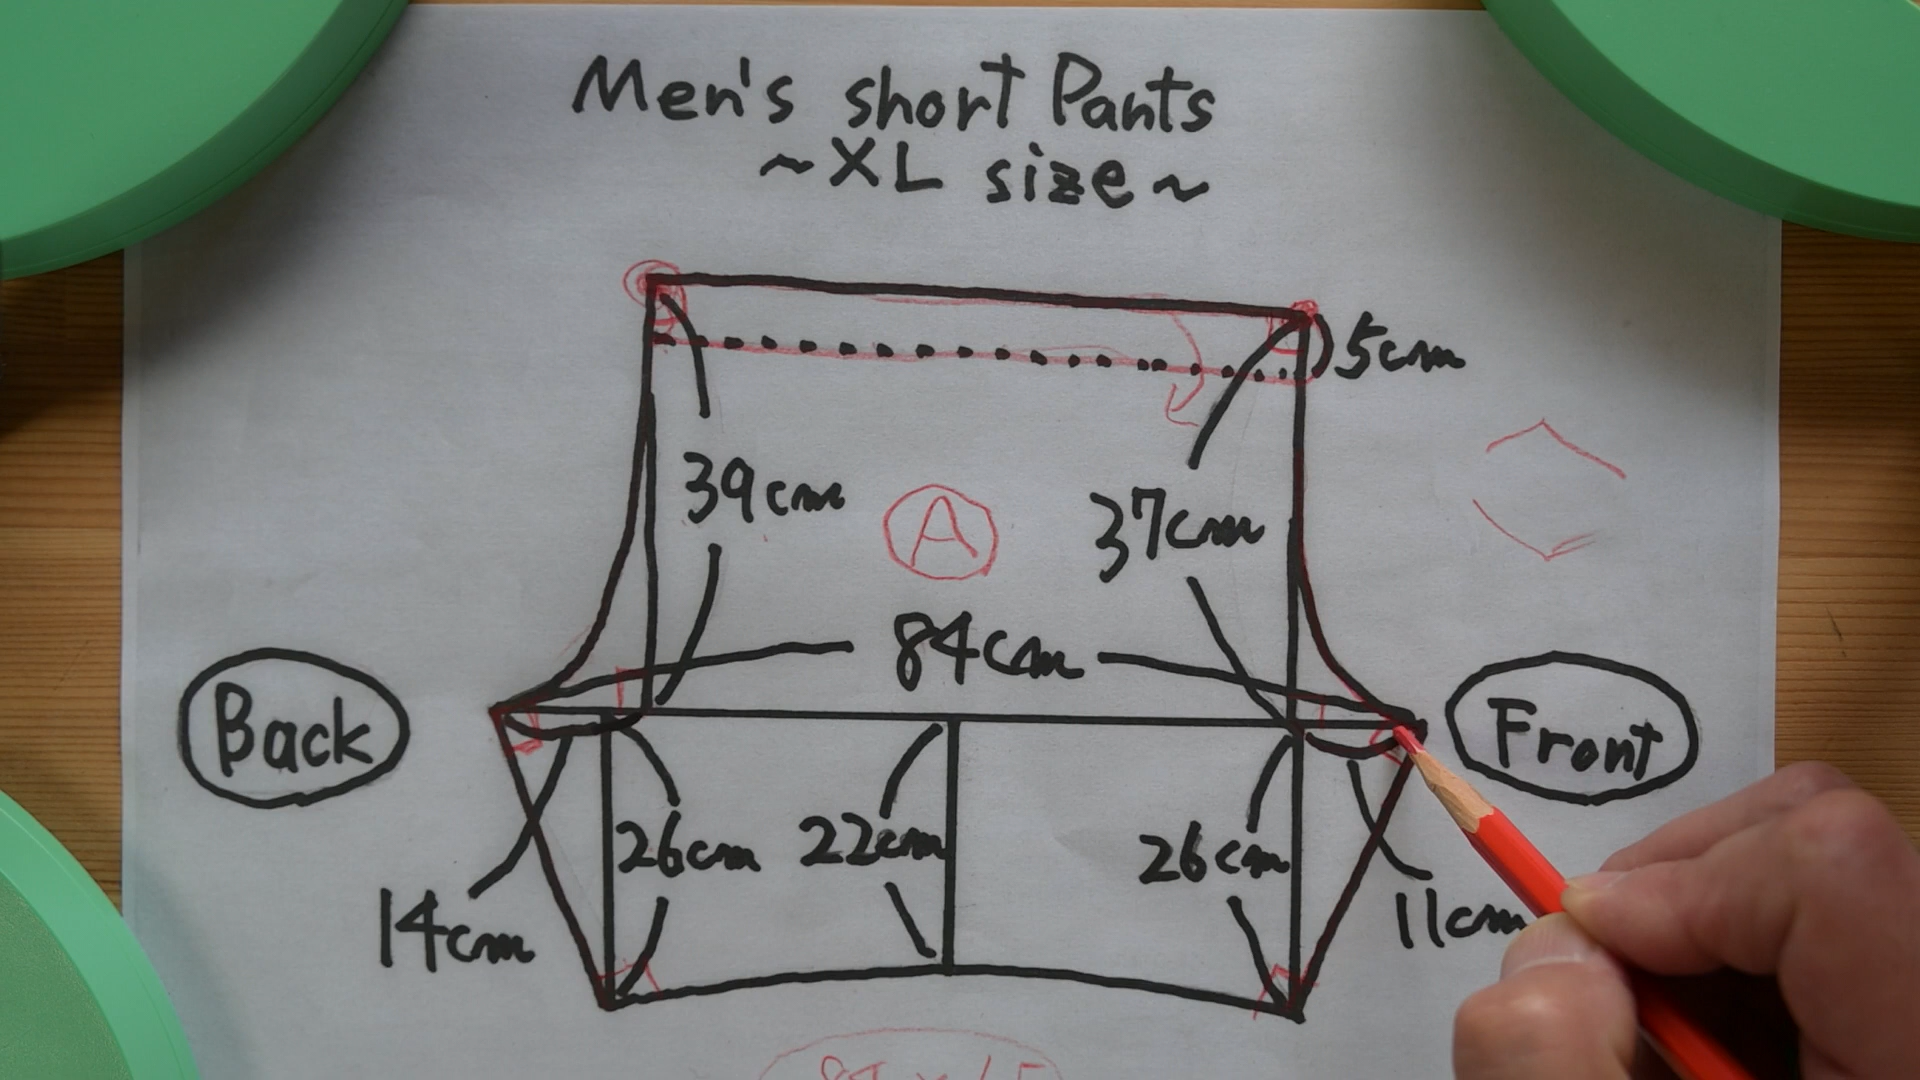 Men's short Pants
~XL size~
5cm
39cm
A
37cm
84cm
Back
Front
26cm
22cm
26cm
14cm
11cm